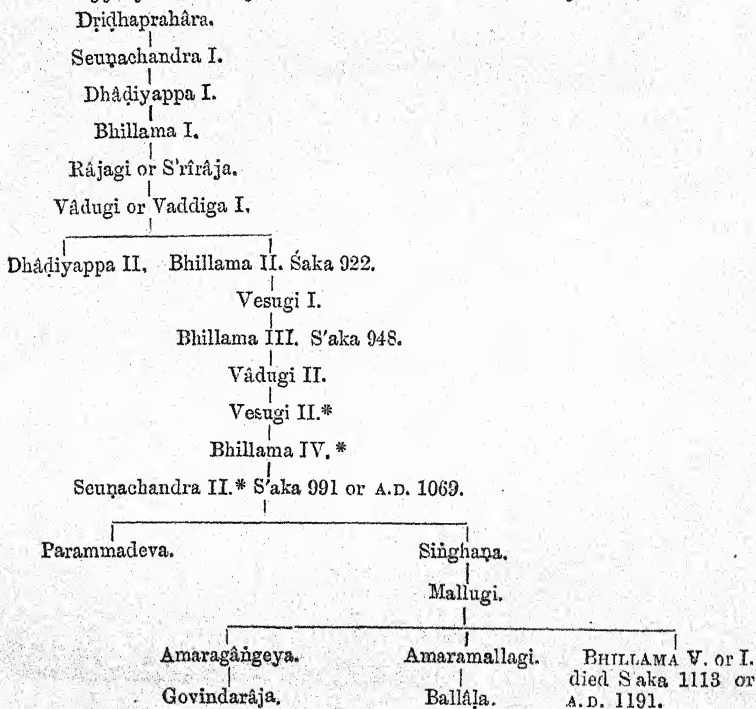 Dṛiḍhaprahâra.
Seuṇachandra I.
Dhâḍiyappa I.
Bhillama I.
Râjagi or S'rîrâja.
Vâdugi or Vaddiga I.
Dhâḍiyappa II. Bhillama II. Śaka 922.
Vesugi I.
Bhillama III. S'aka 948.
Vâdugi II.
Vesugi II.*
Bhillama IV.*
Seuṇachandra II.* S'aka 991 or A.D. 1069.
Parammadeva. Siṅghaṇa.
Mallugi.
Amaragâṅgeya. Amaramallagi. BHILLAMA V. or I.
died S'aka 1113 or
Govindarâja. Ballâḷa. A.D. 1191.